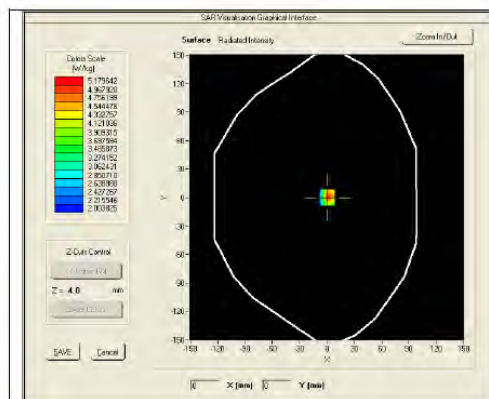 SAR Visualisation Graphical Interface
Surface Radiated Intensity
Zoom In/Out
Colors Scale
(W/kg)
5.179642
4.967920
4.756199
4.544478
4.332757
4.121036
3.909315
3.697594
3.485873
3.274152
3.062431
2.850710
2.638988
2.427267
2.215546
2.003825
150
120
90
60
30
0
-30
-60
-90
-120
-150
Y
-150 -120 -90 -60 -30 0 30 60 90 120 150
X
Z-Cuts Control
Z = 4.0 mm
SAVE Cancel
0 X (mm) 0 Y (mm)